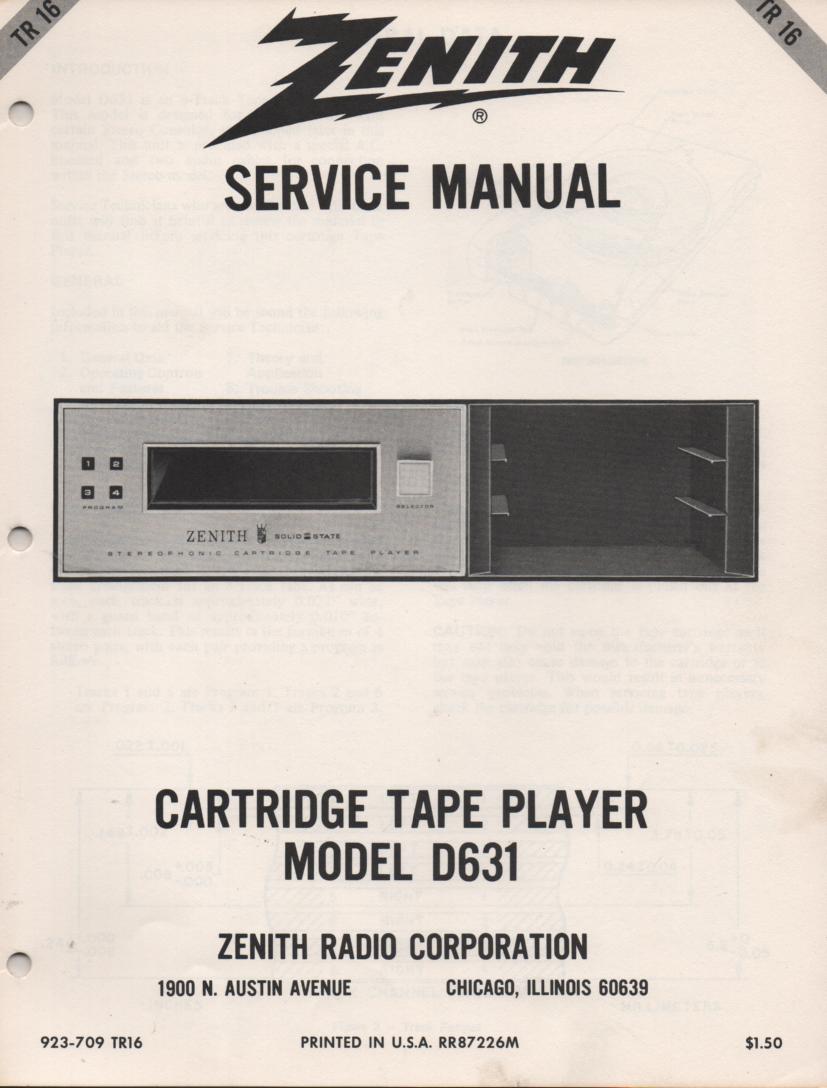 TR 16
TR 16
ZENITH
®
SERVICE MANUAL
1 2
3 4
PROGRAM
SELECTOR
ZENITH SOLID STATE
STEREOPHONIC CARTRIDGE TAPE PLAYER
CARTRIDGE TAPE PLAYER
MODEL D631
ZENITH RADIO CORPORATION
1900 N. AUSTIN AVENUE CHICAGO, ILLINOIS 60639
923-709 TR16 PRINTED IN U.S.A. RR87226M $1.50